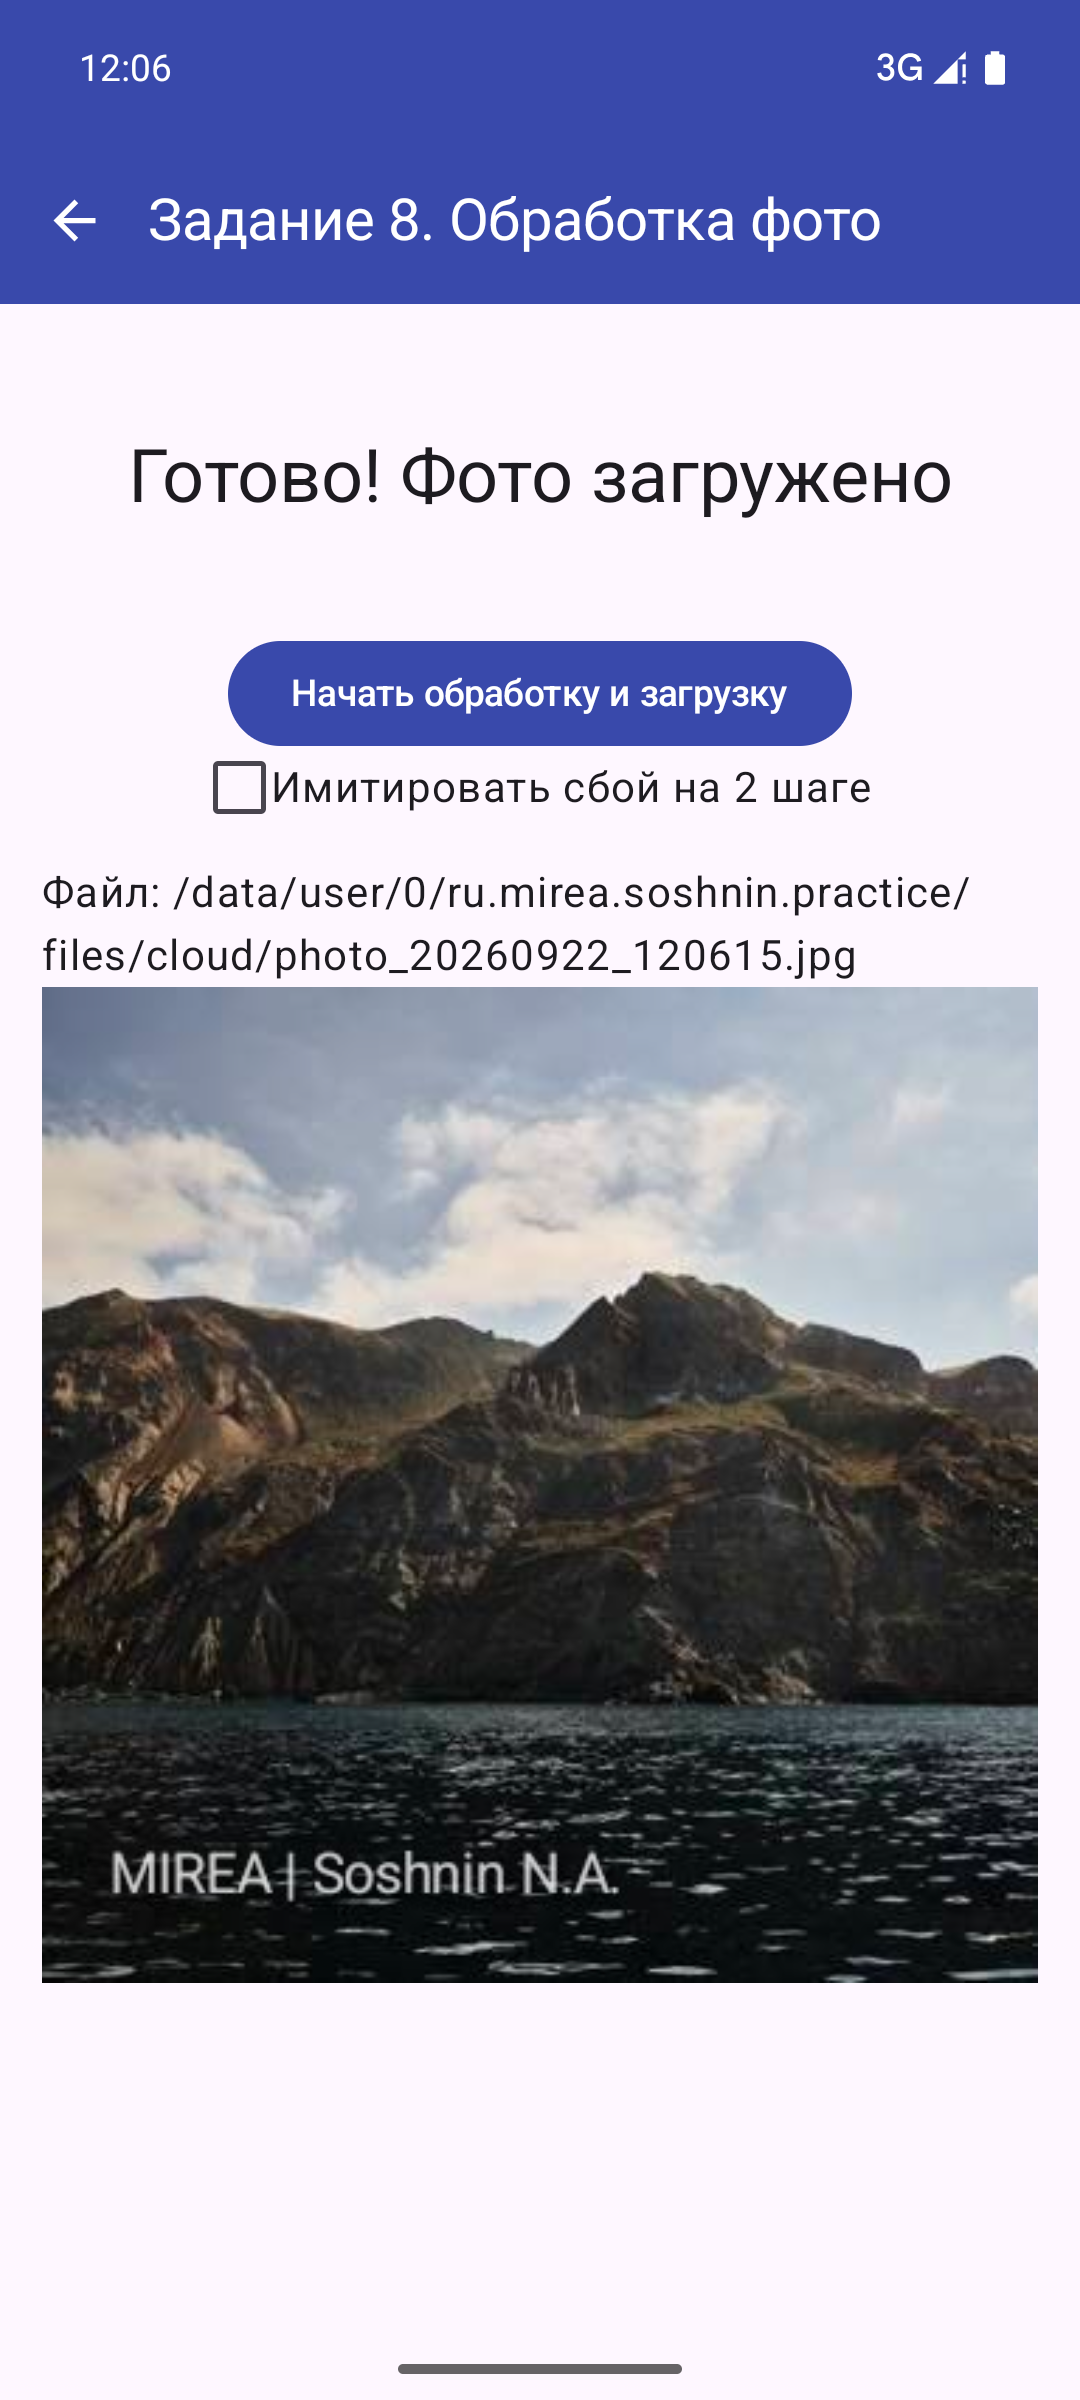 12:06
3G
Задание 8. Обработка фото
Готово! Фото загружено
Начать обработку и загрузку
Имитировать сбой на 2 шаге
Файл: /data/user/0/ru.mirea.soshnin.practice/
files/cloud/photo_20260922_120615.jpg
MIREA | Soshnin N.A.